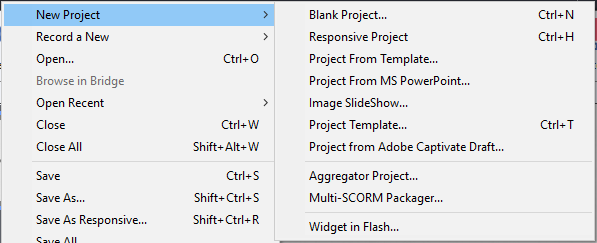 New Project
Record a New
Open... Ctrl+O
Browse in Bridge
Open Recent
Close Ctrl+W
Close All Shift+Alt+W
Save Ctrl+S
Save As... Shift+Ctrl+S
Save As Responsive... Shift+Ctrl+R
Save All
Blank Project... Ctrl+N
Responsive Project Ctrl+H
Project From Template...
Project From MS PowerPoint...
Image SlideShow...
Project Template... Ctrl+T
Project from Adobe Captivate Draft...
Aggregator Project...
Multi-SCORM Packager...
Widget in Flash...